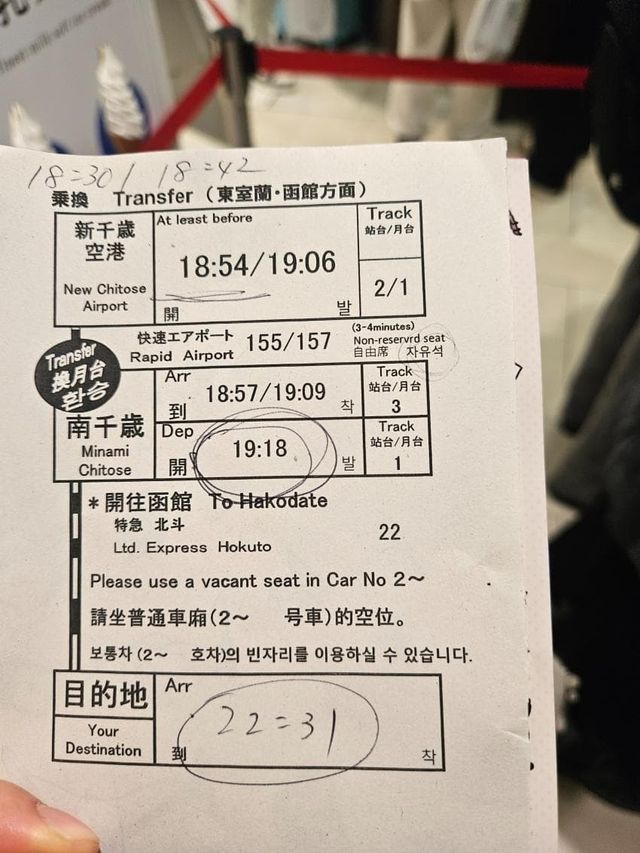 18=30 / 18=42
乗換 Transfer (東室蘭・函館方面)
新千歳
空港
New Chitose
Airport
At least before
18:54/19:06
開 발
Track
站台/月台
2/1
Transfer
換月台
환승
快速エアポート
Rapid Airport
155/157
(3-4minutes)
Non-reservrd seat
自由席 자유석
南千歳
Minami
Chitose
Arr
到
18:57/19:09
착
Track
站台/月台
3
Dep
開
19:18
발
Track
站台/月台
1
*開往函館 To Hakodate
特急 北斗
Ltd. Express Hokuto
22
Please use a vacant seat in Car No 2~ .
請坐普通車廂(2~ 号車)的空位。
보통차 (2~ 호차)의 빈자리를 이용하실 수 있습니다.
目的地
Your
Destination
Arr
到
22=31
착